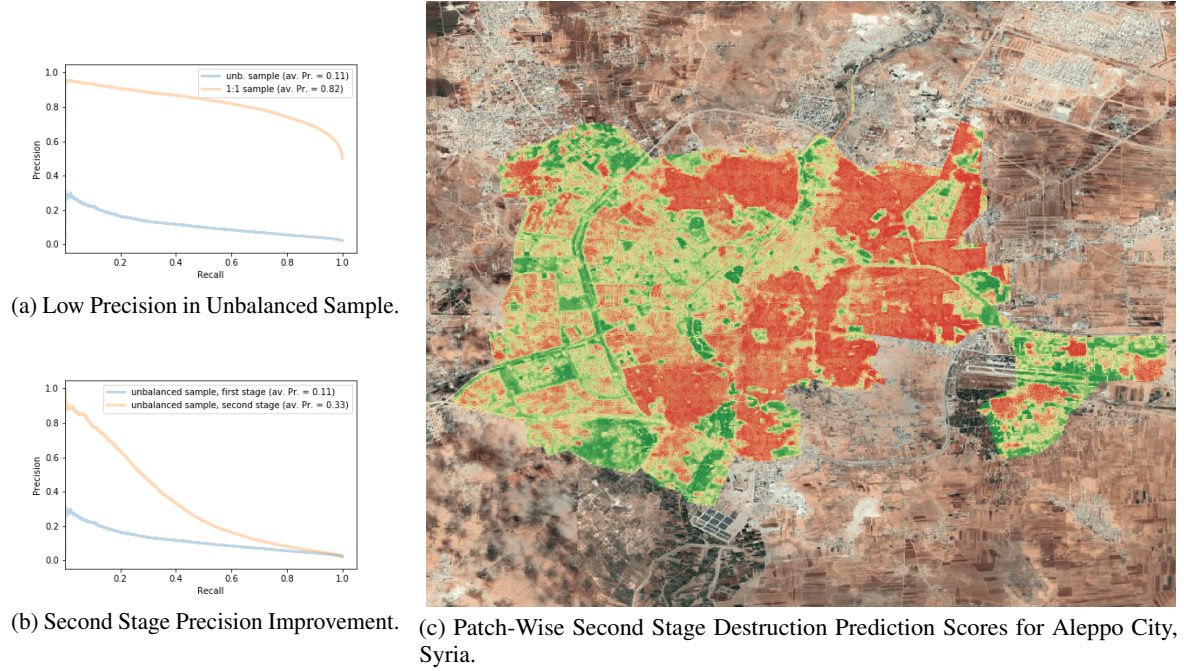 1.0
0.8
0.6
0.4
0.2
0.0
Precision
unb. sample (av. Pr. = 0.11)
1:1 sample (av. Pr. = 0.82)
0.2
0.4
0.6
0.8
1.0
Recall
(a) Low Precision in Unbalanced Sample.
1.0
0.8
0.6
0.4
0.2
0.0
Precision
unbalanced sample, first stage (av. Pr. = 0.11)
unbalanced sample, second stage (av. Pr. = 0.33)
0.2
0.4
0.6
0.8
1.0
Recall
(b) Second Stage Precision Improvement.
(c) Patch-Wise Second Stage Destruction Prediction Scores for Aleppo City,
Syria.